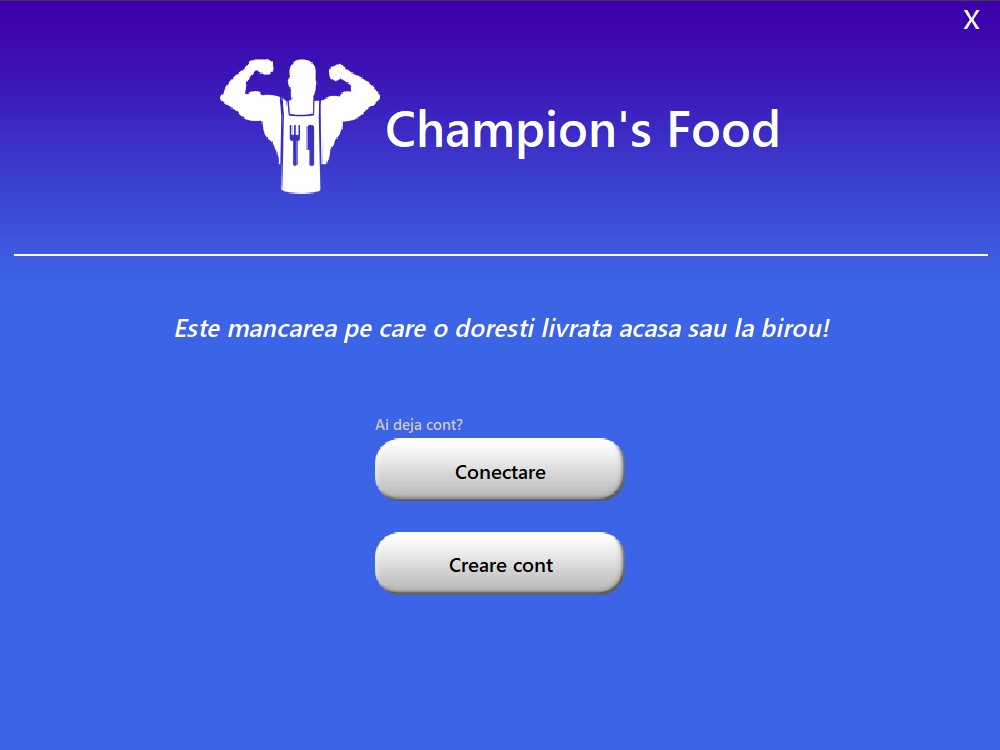 X
Champion's Food
Este mancarea pe care o doresti livrata acasa sau la birou!
Ai deja cont?
Conectare
Creare cont